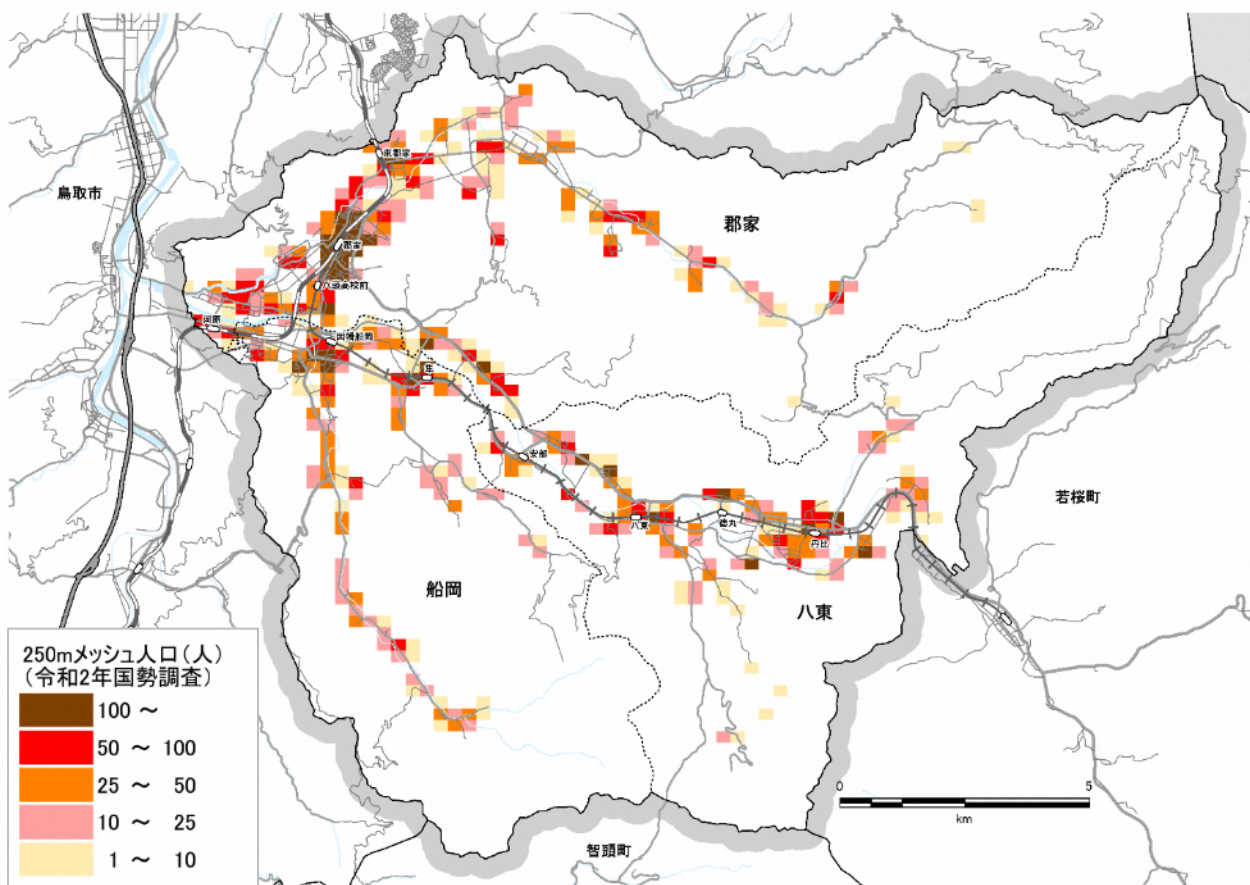 東郡家
鳥取市
郡家
郡家
八頭高校前
河原
因幡船岡
隼
安部
若桜町
八東
徳丸
丹比
船岡
八東
250mメッシュ人口(人)
(令和2年国勢調査)
100 ~
50 ~ 100
25 ~ 50
10 ~ 25
1 ~ 10
0 5
km
智頭町